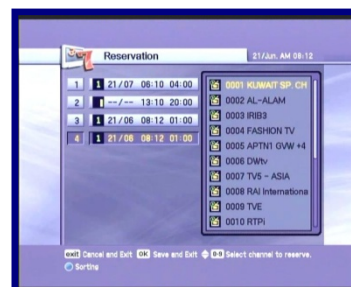 Reservation
21/Jun. AM 08:12
1 1 21/07 06:10 04:00
2 --/-- 13:10 20:00
3 1 21/06 08:12 01:00
4 1 21/06 08:12 01:00
0001 KUWAIT SP. CH
0002 AL-ALAM
0003 IRIB3
0004 FASHION TV
0005 APTN1 GVW +4
0006 DWtv
0007 TV5 - ASIA
0008 RAI Internationa
0009 TVE
0010 RTPi
exit Cancel and Exit OK Save and Exit 0-9 Select channel to reserve.
Sorting